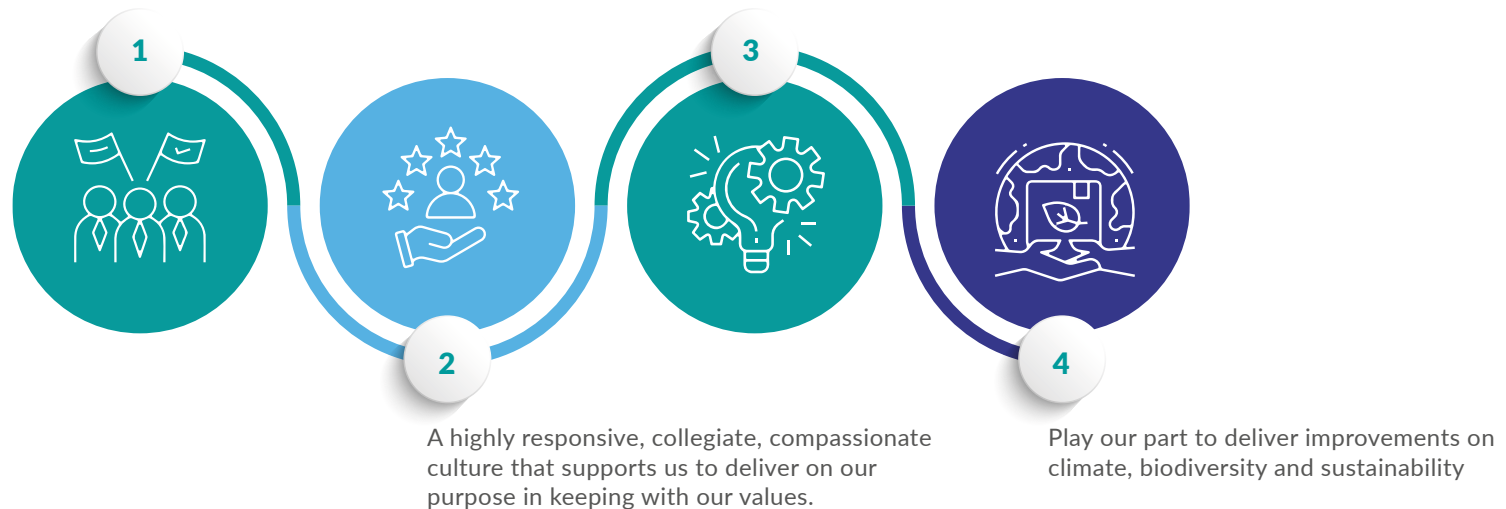 1
3
2
4
A highly responsive, collegiate, compassionate
culture that supports us to deliver on our
purpose in keeping with our values.
Play our part to deliver improvements on
climate, biodiversity and sustainability